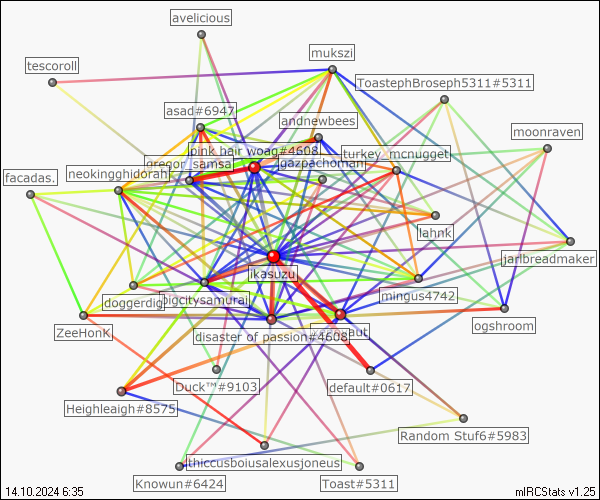 avelicious
mukszi
tescoroll
ToastephBroseph5311#5311
asad#6947
andnewbees
moonraven
pink hair woag#4608
turkey_mcnugget
gregor_samsa
gazpachoman
neokingghidorah
facadas.
lahnk
jarlbreadmaker
ikasuzu
mingus4742
doggerdig
bigcitysamurai
ogshroom
ZeeHonK
disaster of passion#4608
Duck™#9103
default#0617
Heighleigh#8575
Random Stuf6#5983
thiccusboiusalexusjoneus
Knowun#6424
Toast#5311
14.10.2024 6:35
mIRCStats v1.25